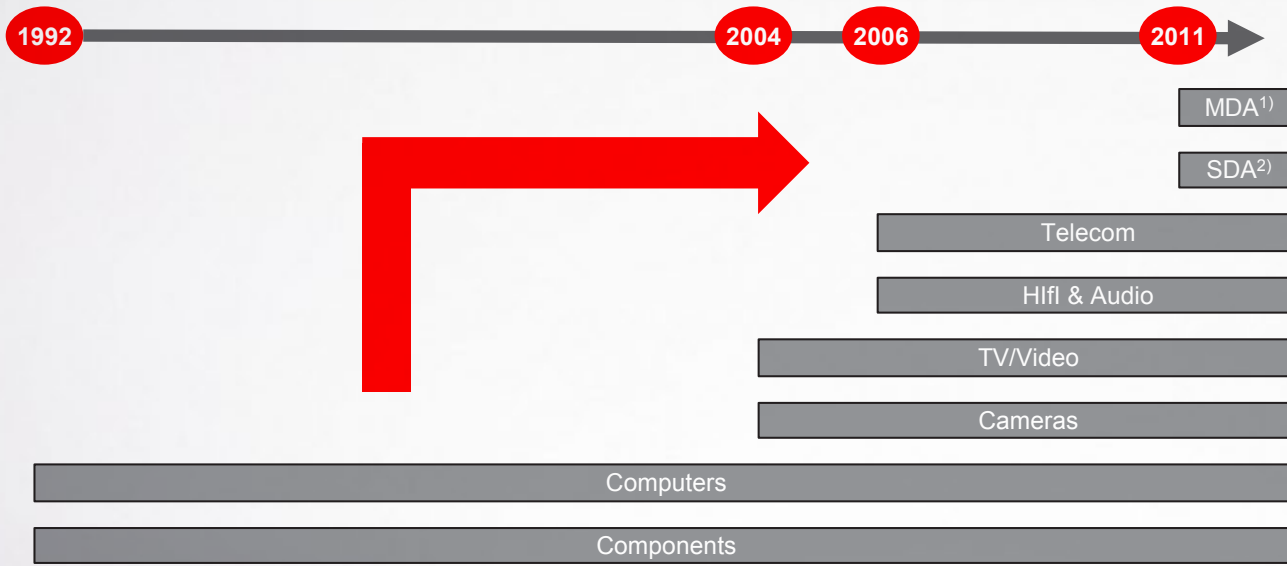 1992 2004 2006 2011
MDA1)
SDA2)
Telecom
HIfI & Audio
TV/Video
Cameras
Computers
Components